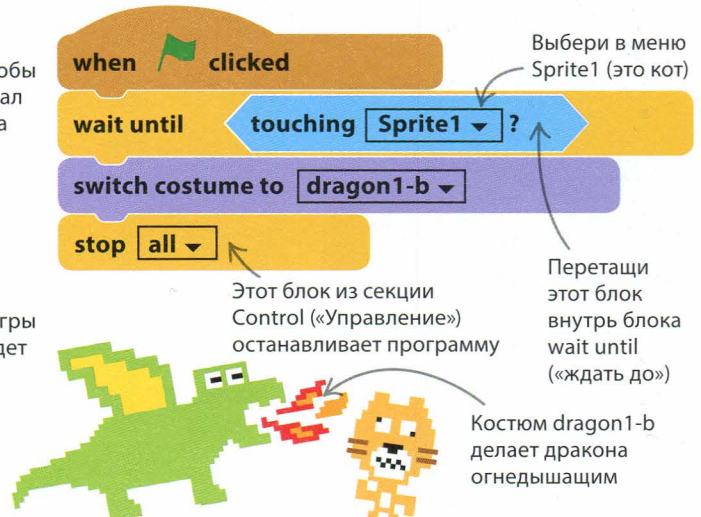 when clicked
wait until touching Sprite1 ?
switch costume to dragon1-b
stop all
Выбери в меню
Sprite1 (это кот)
Перетащи
этот блок
внутрь блока
wait until
(«ждать до»)
Этот блок из секции
Control («Управление»)
останавливает программу
Костюм dragon1-b
делает дракона
огнедышащим